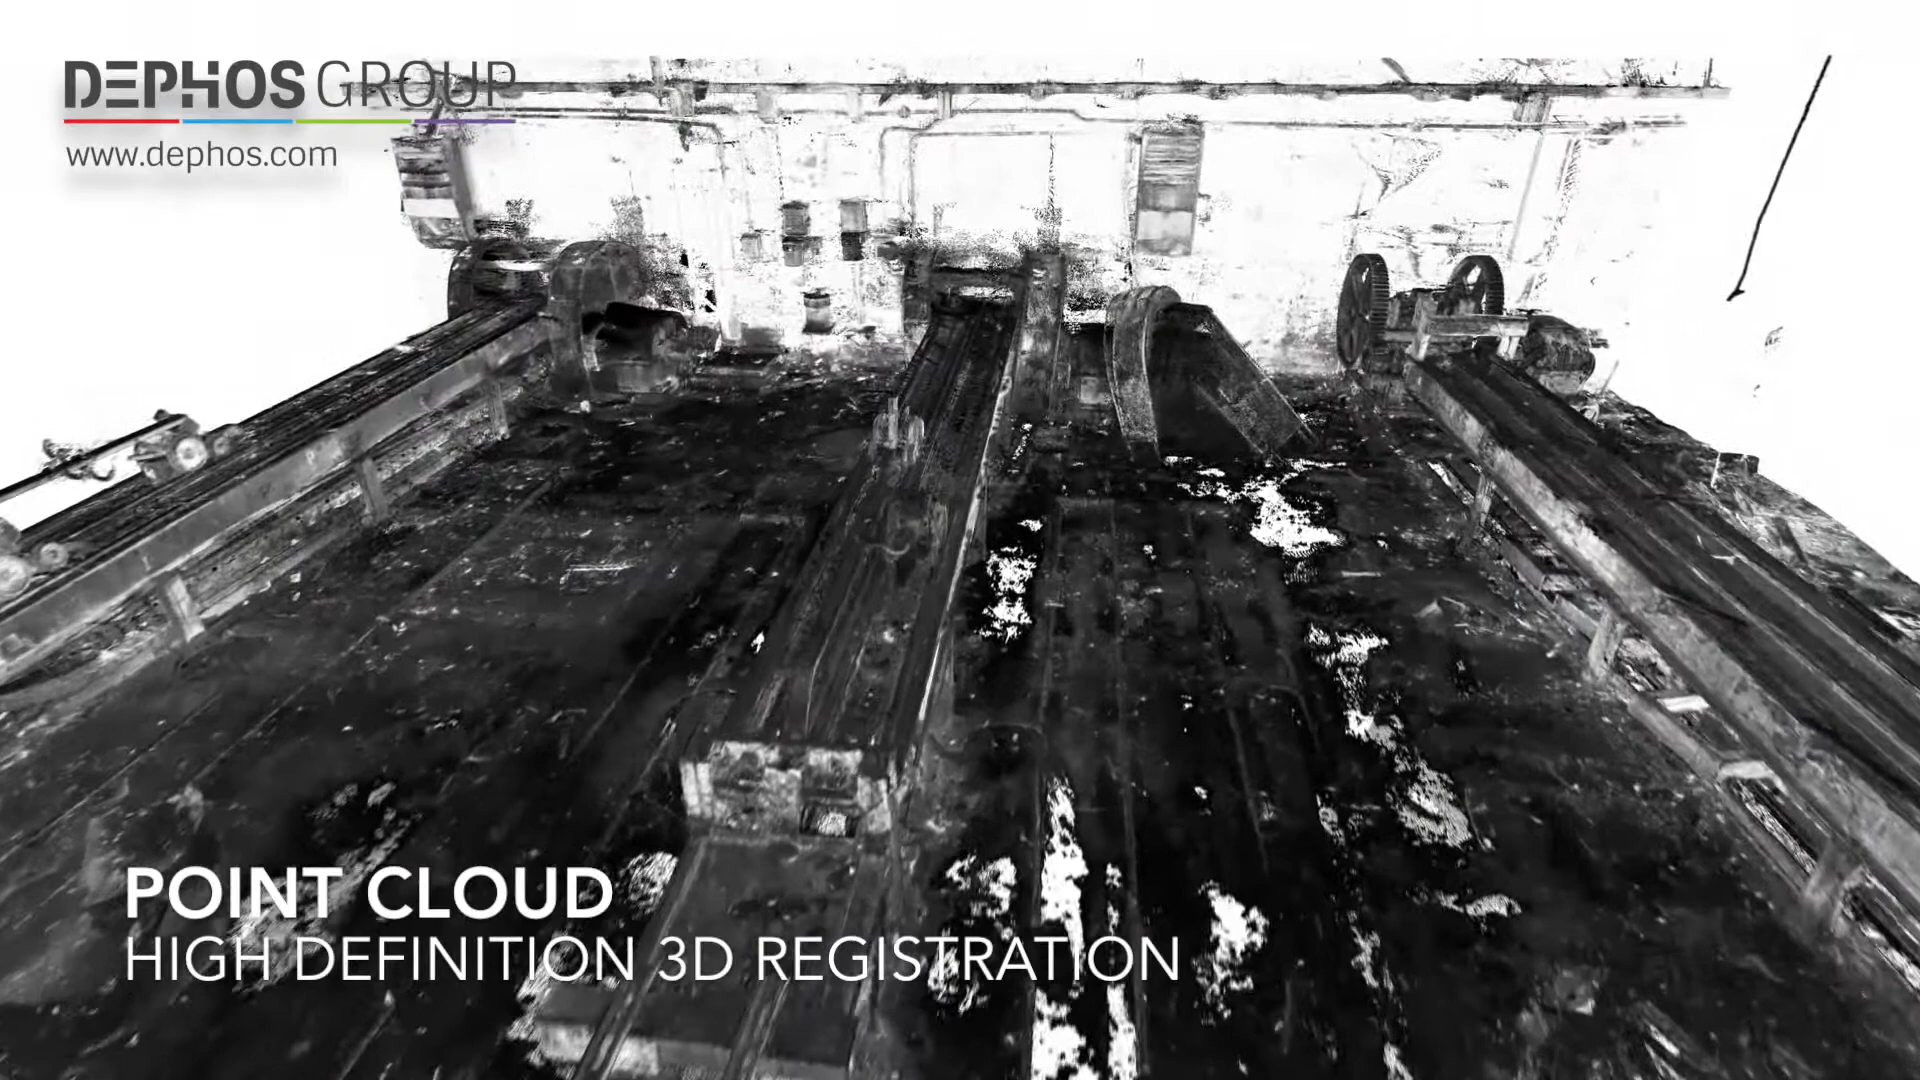 DEPHOS GROUP
www.dephos.com
POINT CLOUD
HIGH DEFINITION 3D REGISTRATION